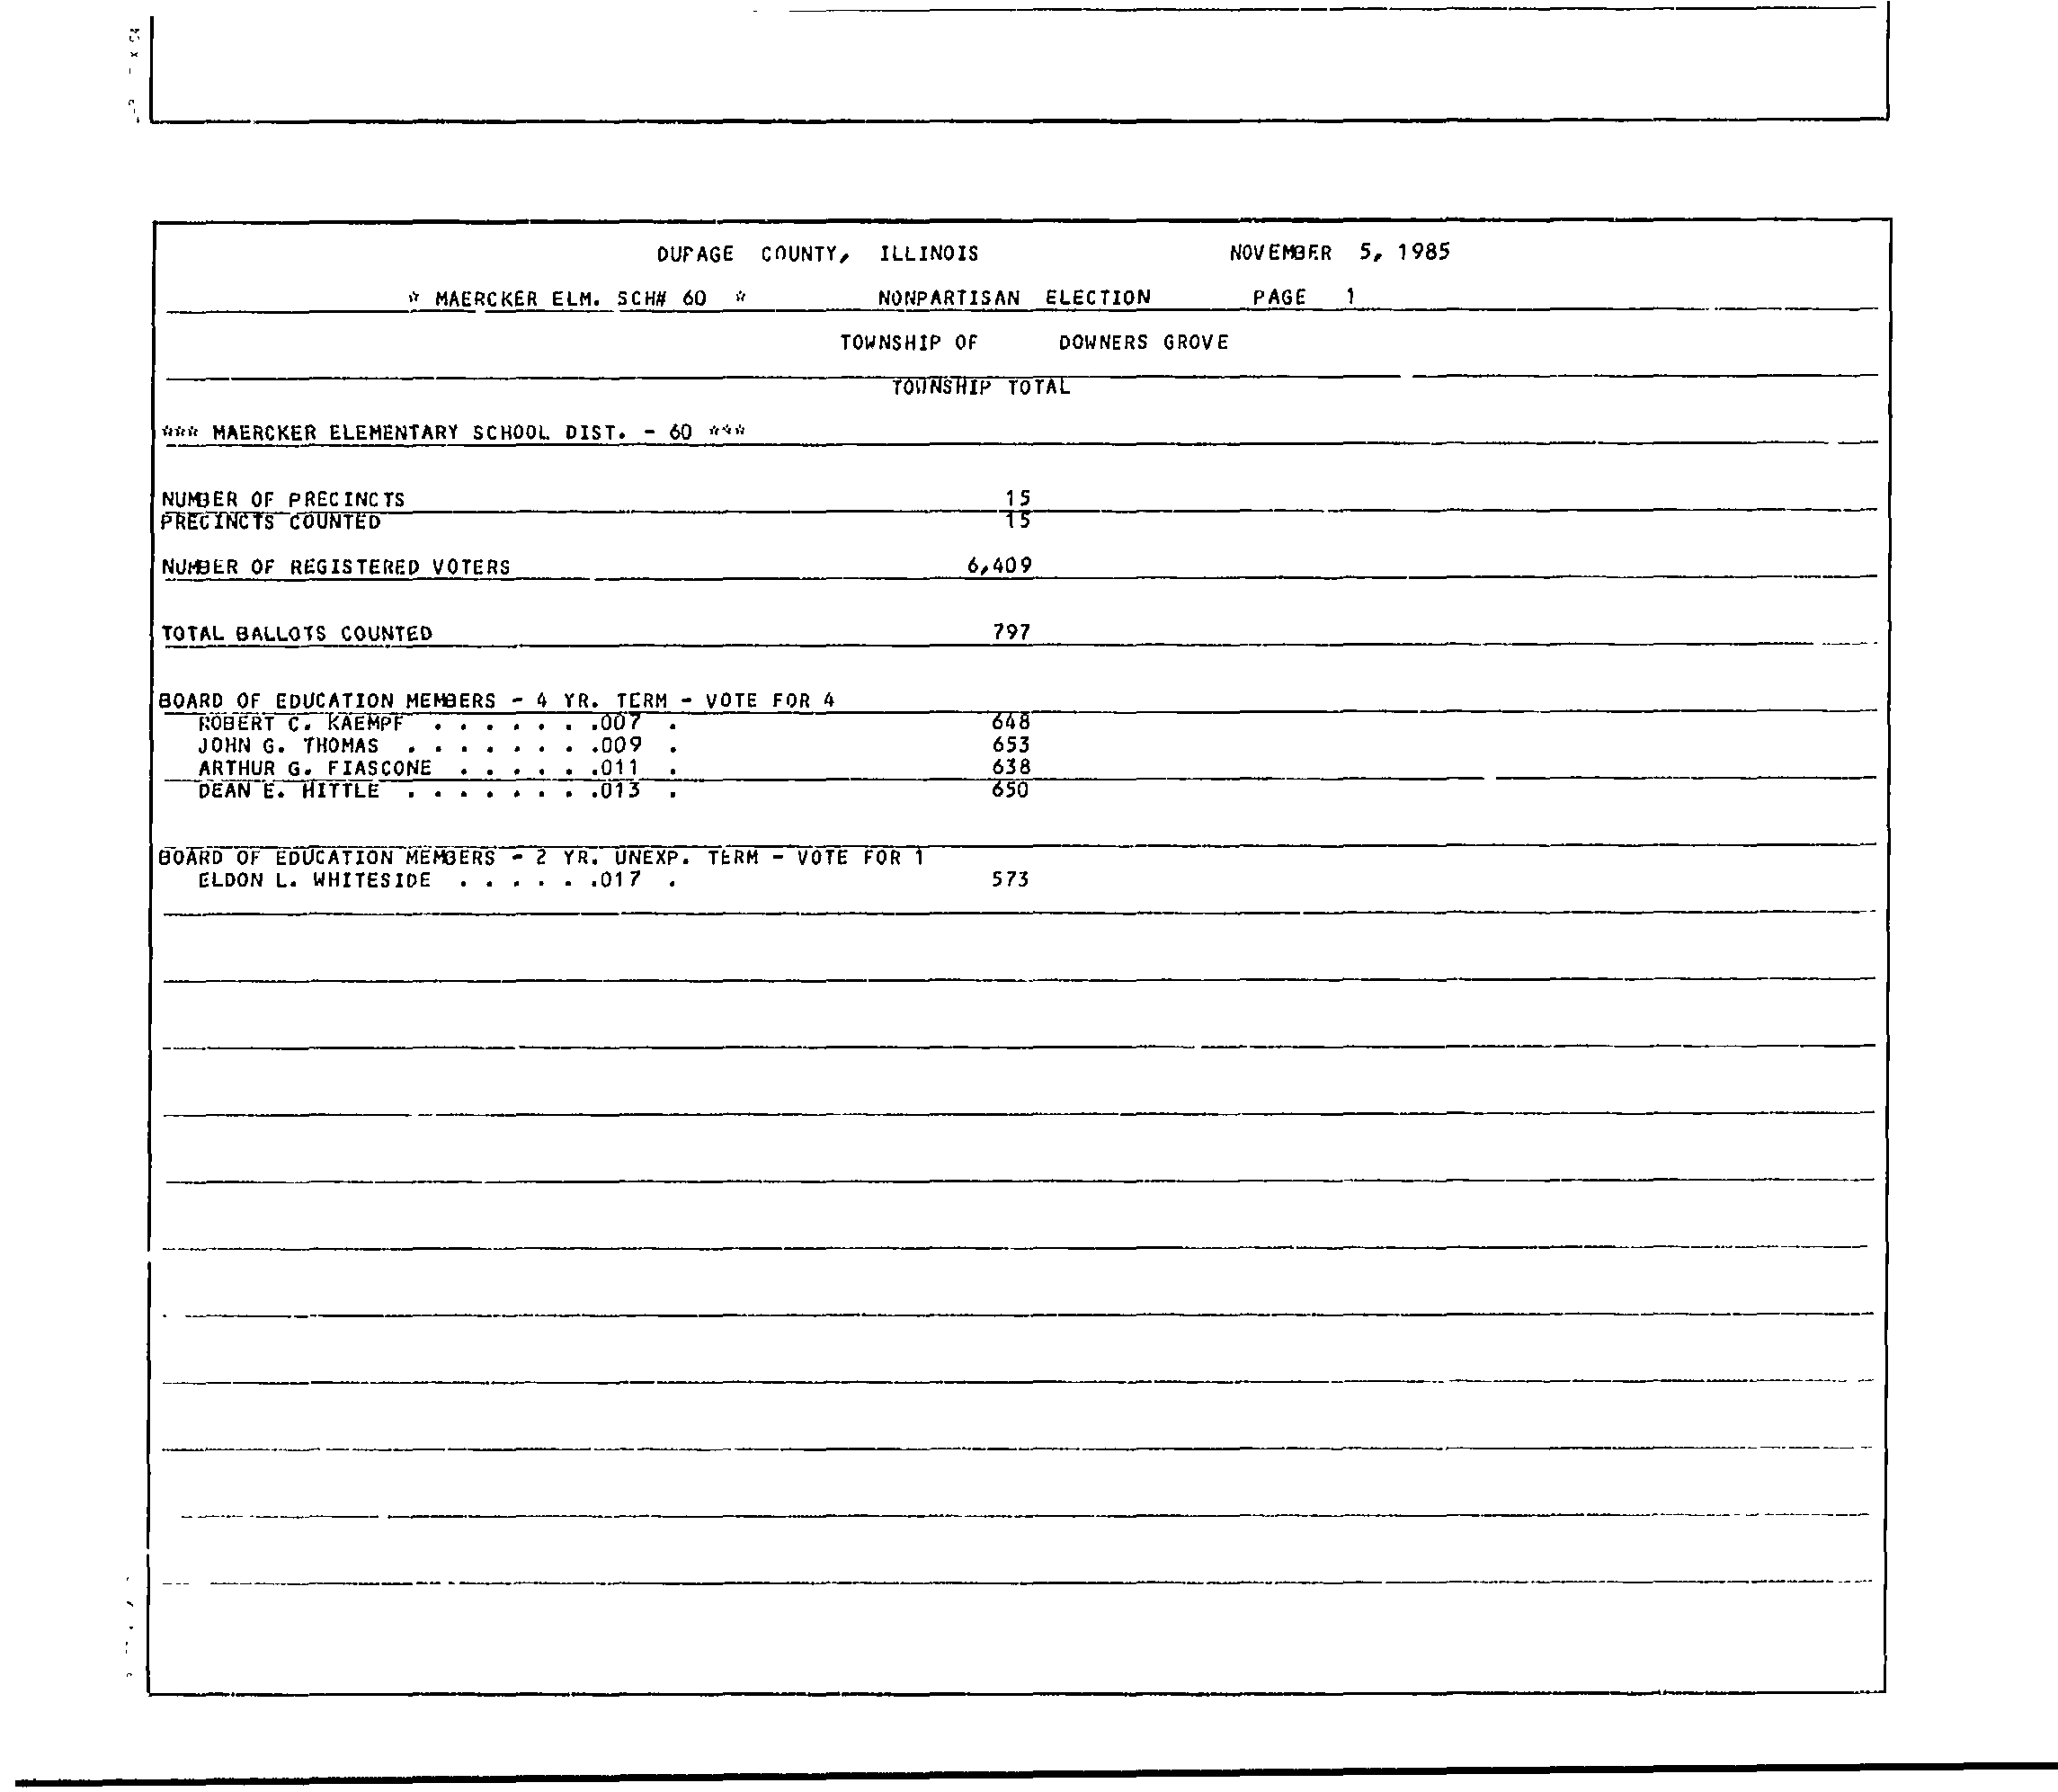 DUPAGE COUNTY, ILLINOIS NOVEMBER 5, 1985
* MAERCKER ELM. SCH# 60 * NONPARTISAN ELECTION PAGE 1
TOWNSHIP OF DOWNERS GROVE
TOWNSHIP TOTAL
*** MAERCKER ELEMENTARY SCHOOL DIST. - 60 ***
NUMBER OF PRECINCTS 15
PRECINCTS COUNTED 15
NUMBER OF REGISTERED VOTERS 6,409
TOTAL BALLOTS COUNTED 797
BOARD OF EDUCATION MEMBERS - 4 YR. TERM - VOTE FOR 4
ROBERT C. KAEMPF . . . . . . .007 . 648
JOHN G. THOMAS . . . . . . . .009 . 653
ARTHUR G. FIASCONE . . . . . .011 . 638
DEAN E. HITTLE . . . . . . . .013 . 650
BOARD OF EDUCATION MEMBERS - 2 YR. UNEXP. TERM - VOTE FOR 1
ELDON L. WHITESIDE . . . . . .017 . 573